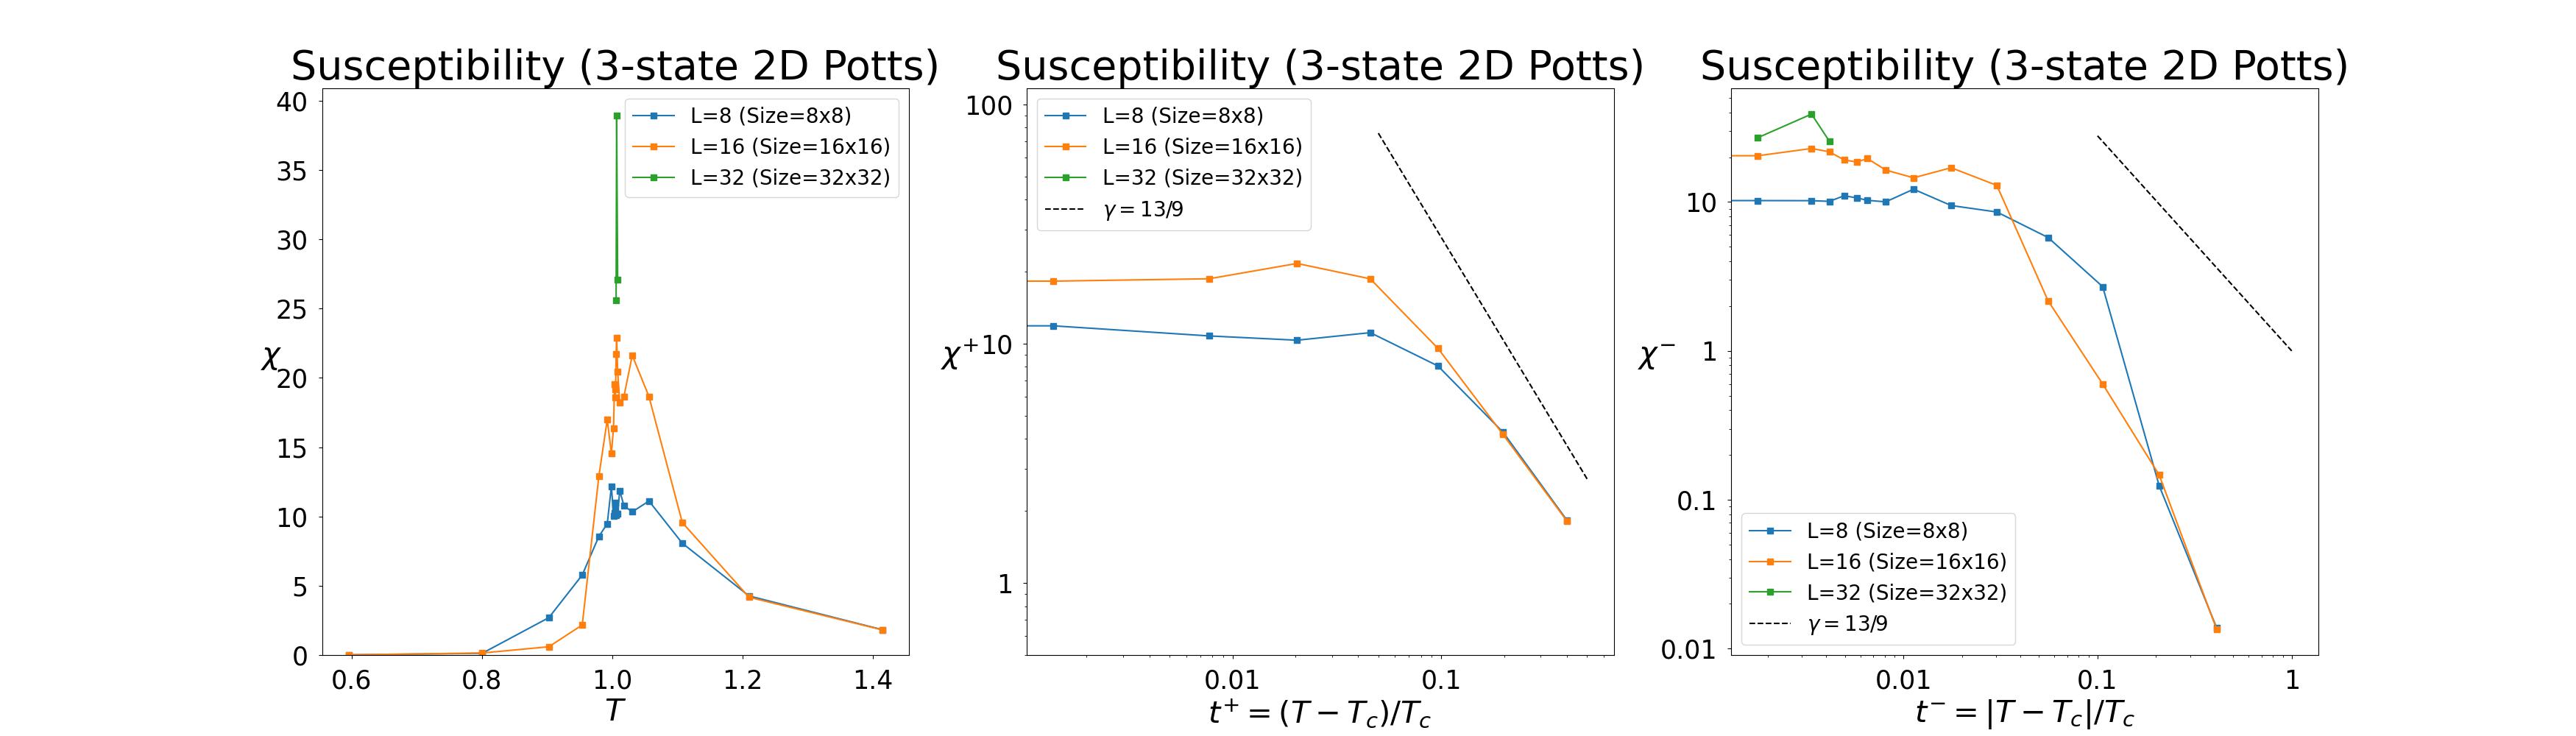 Susceptibility (3-state 2D Potts)
40
35
30
25
20
15
10
5
0
χ
0.6 0.8 1.0 1.2 1.4
T
L=8 (Size=8x8)
L=16 (Size=16x16)
L=32 (Size=32x32)
Susceptibility (3-state 2D Potts)
100
10
1
χ⁺
0.01 0.1
t⁺ = (T − T_c)/T_c
L=8 (Size=8x8)
L=16 (Size=16x16)
L=32 (Size=32x32)
γ = 13/9
Susceptibility (3-state 2D Potts)
10
1
0.1
0.01
χ⁻
0.01 0.1 1
t⁻ = |T − T_c|/T_c
L=8 (Size=8x8)
L=16 (Size=16x16)
L=32 (Size=32x32)
γ = 13/9